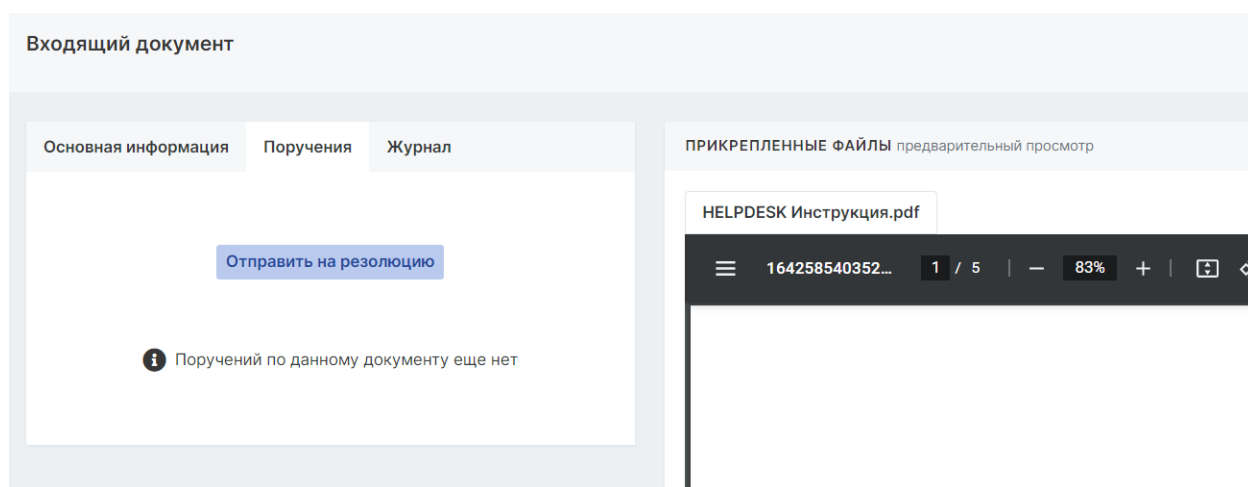 Входящий документ
Основная информация Поручения Журнал
Отправить на резолюцию
Поручений по данному документу еще нет
ПРИКРЕПЛЕННЫЕ ФАЙЛЫ предварительный просмотр
HELPDESK Инструкция.pdf
164258540352... 1 / 5 | — 83% + |